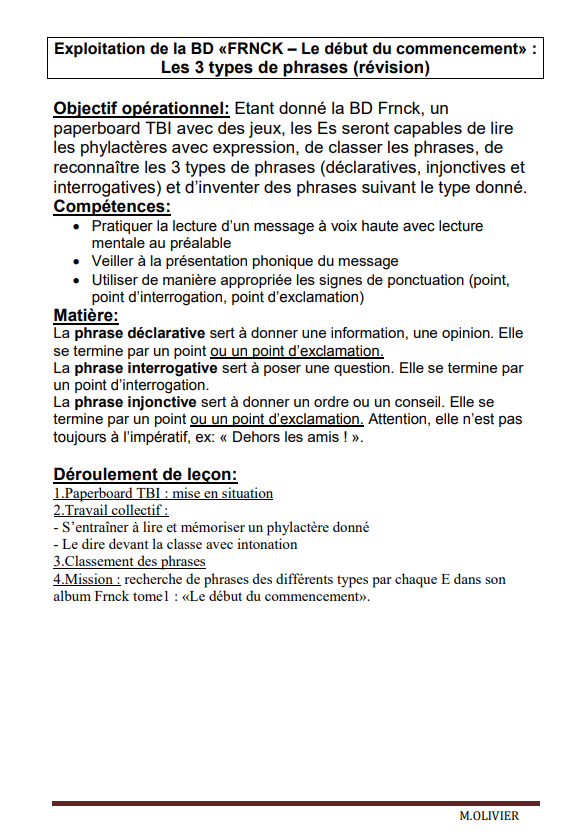 Exploitation de la BD «FRNCK – Le début du commencement» :
Les 3 types de phrases (révision)
Objectif opérationnel: Etant donné la BD Frnck, un
paperboard TBI avec des jeux, les Es seront capables de lire
les phylactères avec expression, de classer les phrases, de
reconnaître les 3 types de phrases (déclaratives, injonctives et
interrogatives) et d’inventer des phrases suivant le type donné.
Compétences:
• Pratiquer la lecture d’un message à voix haute avec lecture
mentale au préalable
• Veiller à la présentation phonique du message
• Utiliser de manière appropriée les signes de ponctuation (point,
point d’interrogation, point d’exclamation)
Matière:
La phrase déclarative sert à donner une information, une opinion. Elle
se termine par un point ou un point d’exclamation.
La phrase interrogative sert à poser une question. Elle se termine par
un point d’interrogation.
La phrase injonctive sert à donner un ordre ou un conseil. Elle se
termine par un point ou un point d’exclamation. Attention, elle n’est pas
toujours à l’impératif, ex: « Dehors les amis ! ».
Déroulement de leçon:
1.Paperboard TBI : mise en situation
2.Travail collectif :
- S’entraîner à lire et mémoriser un phylactère donné
- Le dire devant la classe avec intonation
3.Classement des phrases
4.Mission : recherche de phrases des différents types par chaque E dans son
album Frnck tome1 : «Le début du commencement».
M.OLIVIER